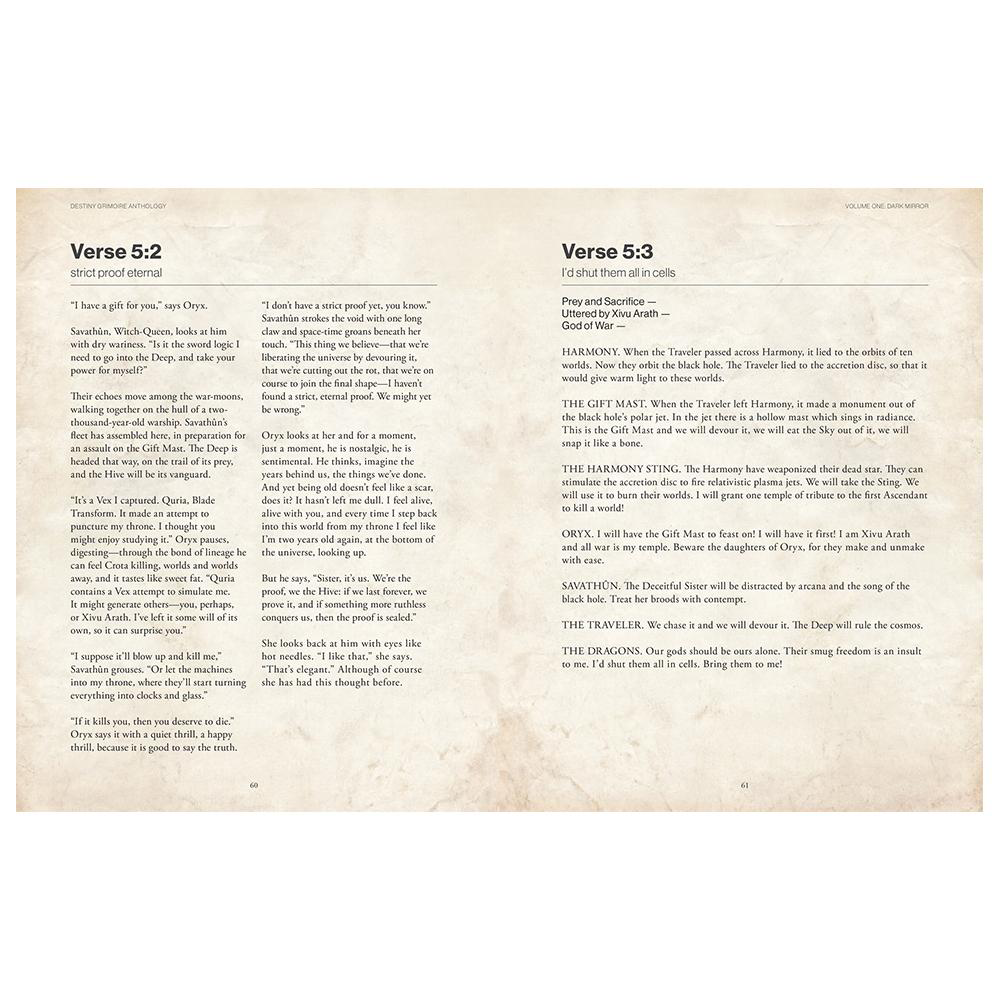 DESTINY GRIMOIRE ANTHOLOGY
Verse 5:2
strict proof eternal
“I have a gift for you,” says Oryx.
Savathûn, Witch-Queen, looks at him
with dry wariness. “Is it the sword logic I
need to go into the Deep, and take your
power for myself?”
Their echoes move among the war-moons,
walking together on the hull of a two-
thousand-year-old warship. Savathûn’s
fleet has assembled here, in preparation for
an assault on the Gift Mast. The Deep is
headed that way, on the trail of its prey,
and the Hive will be its vanguard.
“It’s a Vex I captured. Quria, Blade
Transform. It made an attempt to
puncture my throne. I thought you
might enjoy studying it.” Oryx pauses,
digesting—through the bond of lineage he
can feel Crota killing, worlds and worlds
away, and it tastes like sweet fat. “Quria
contains a Vex attempt to simulate me.
It might generate others—you, perhaps,
or Xivu Arath. I’ve left it some will of its
own, so it can surprise you.”
“I suppose it’ll blow up and kill me,”
Savathûn grouses. “Or let the machines
into my throne, where they’ll start turning
everything into clocks and glass.”
“If it kills you, then you deserve to die.”
Oryx says it with a quiet thrill, a happy
thrill, because it is good to say the truth.
“I don’t have a strict proof yet, you know.”
Savathûn strokes the void with one long
claw and space-time groans beneath her
touch. “This thing we believe—that we’re
liberating the universe by devouring it,
that we’re cutting out the rot, that we’re on
course to join the final shape—I haven’t
found a strict, eternal proof. We might yet
be wrong.”
Oryx looks at her and for a moment,
just a moment, he is nostalgic, he is
sentimental. He thinks, imagine the
years behind us, the things we’ve done.
And yet being old doesn’t feel like a scar,
does it? It hasn’t left me dull. I feel alive,
alive with you, and every time I step back
into this world from my throne I feel like
I’m two years old again, at the bottom of
the universe, looking up.
But he says, “Sister, it’s us. We’re the
proof, we the Hive: if we last forever, we
prove it, and if something more ruthless
conquers us, then the proof is sealed.”
She looks back at him with eyes like
hot needles. “I like that,” she says.
“That’s elegant.” Although of course
she has had this thought before.
60
VOLUME ONE: DARK MIRROR
Verse 5:3
I’d shut them all in cells
Prey and Sacrifice —
Uttered by Xivu Arath —
God of War —
HARMONY. When the Traveler passed across Harmony, it lied to the orbits of ten
worlds. Now they orbit the black hole. The Traveler lied to the accretion disc, so that it
would give warm light to these worlds.
THE GIFT MAST. When the Traveler left Harmony, it made a monument out of
the black hole’s polar jet. In the jet there is a hollow mast which sings in radiance.
This is the Gift Mast and we will devour it, we will eat the Sky out of it, we will
snap it like a bone.
THE HARMONY STING. The Harmony have weaponized their dead star. They can
stimulate the accretion disc to fire relativistic plasma jets. We will take the Sting. We
will use it to burn their worlds. I will grant one temple of tribute to the first Ascendant
to kill a world!
ORYX. I will have the Gift Mast to feast on! I will have it first! I am Xivu Arath
and all war is my temple. Beware the daughters of Oryx, for they make and unmake
with ease.
SAVATHÛN. The Deceitful Sister will be distracted by arcana and the song of the
black hole. Treat her broods with contempt.
THE TRAVELER. We chase it and we will devour it. The Deep will rule the cosmos.
THE DRAGONS. Our gods should be ours alone. Their smug freedom is an insult
to me. I’d shut them all in cells. Bring them to me!
61